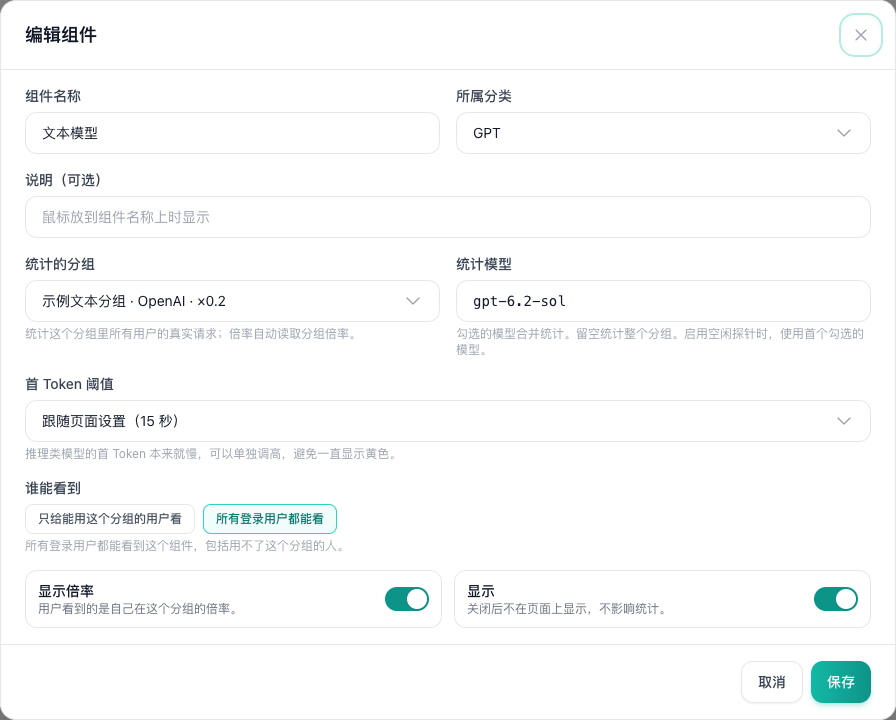 编辑组件
组件名称
所属分类
文本模型
GPT
说明（可选）
鼠标放到组件名称上时显示
统计的分组
统计模型
示例文本分组 · OpenAI · ×0.2
gpt-6.2-sol
统计这个分组里所有用户的真实请求；倍率自动读取分组倍率。
勾选的模型合并统计。留空统计整个分组。启用空闲探针时，使用首个勾选的
模型。
首 Token 阈值
跟随页面设置（15 秒）
推理类模型的首 Token 本来就慢，可以单独调高，避免一直显示黄色。
谁能看到
只给能用这个分组的用户看
所有登录用户都能看
所有登录用户都能看到这个组件，包括用不了这个分组的人。
显示倍率
用户看到的是自己在这个分组的倍率。
显示
关闭后不在页面上显示，不影响统计。
取消
保存